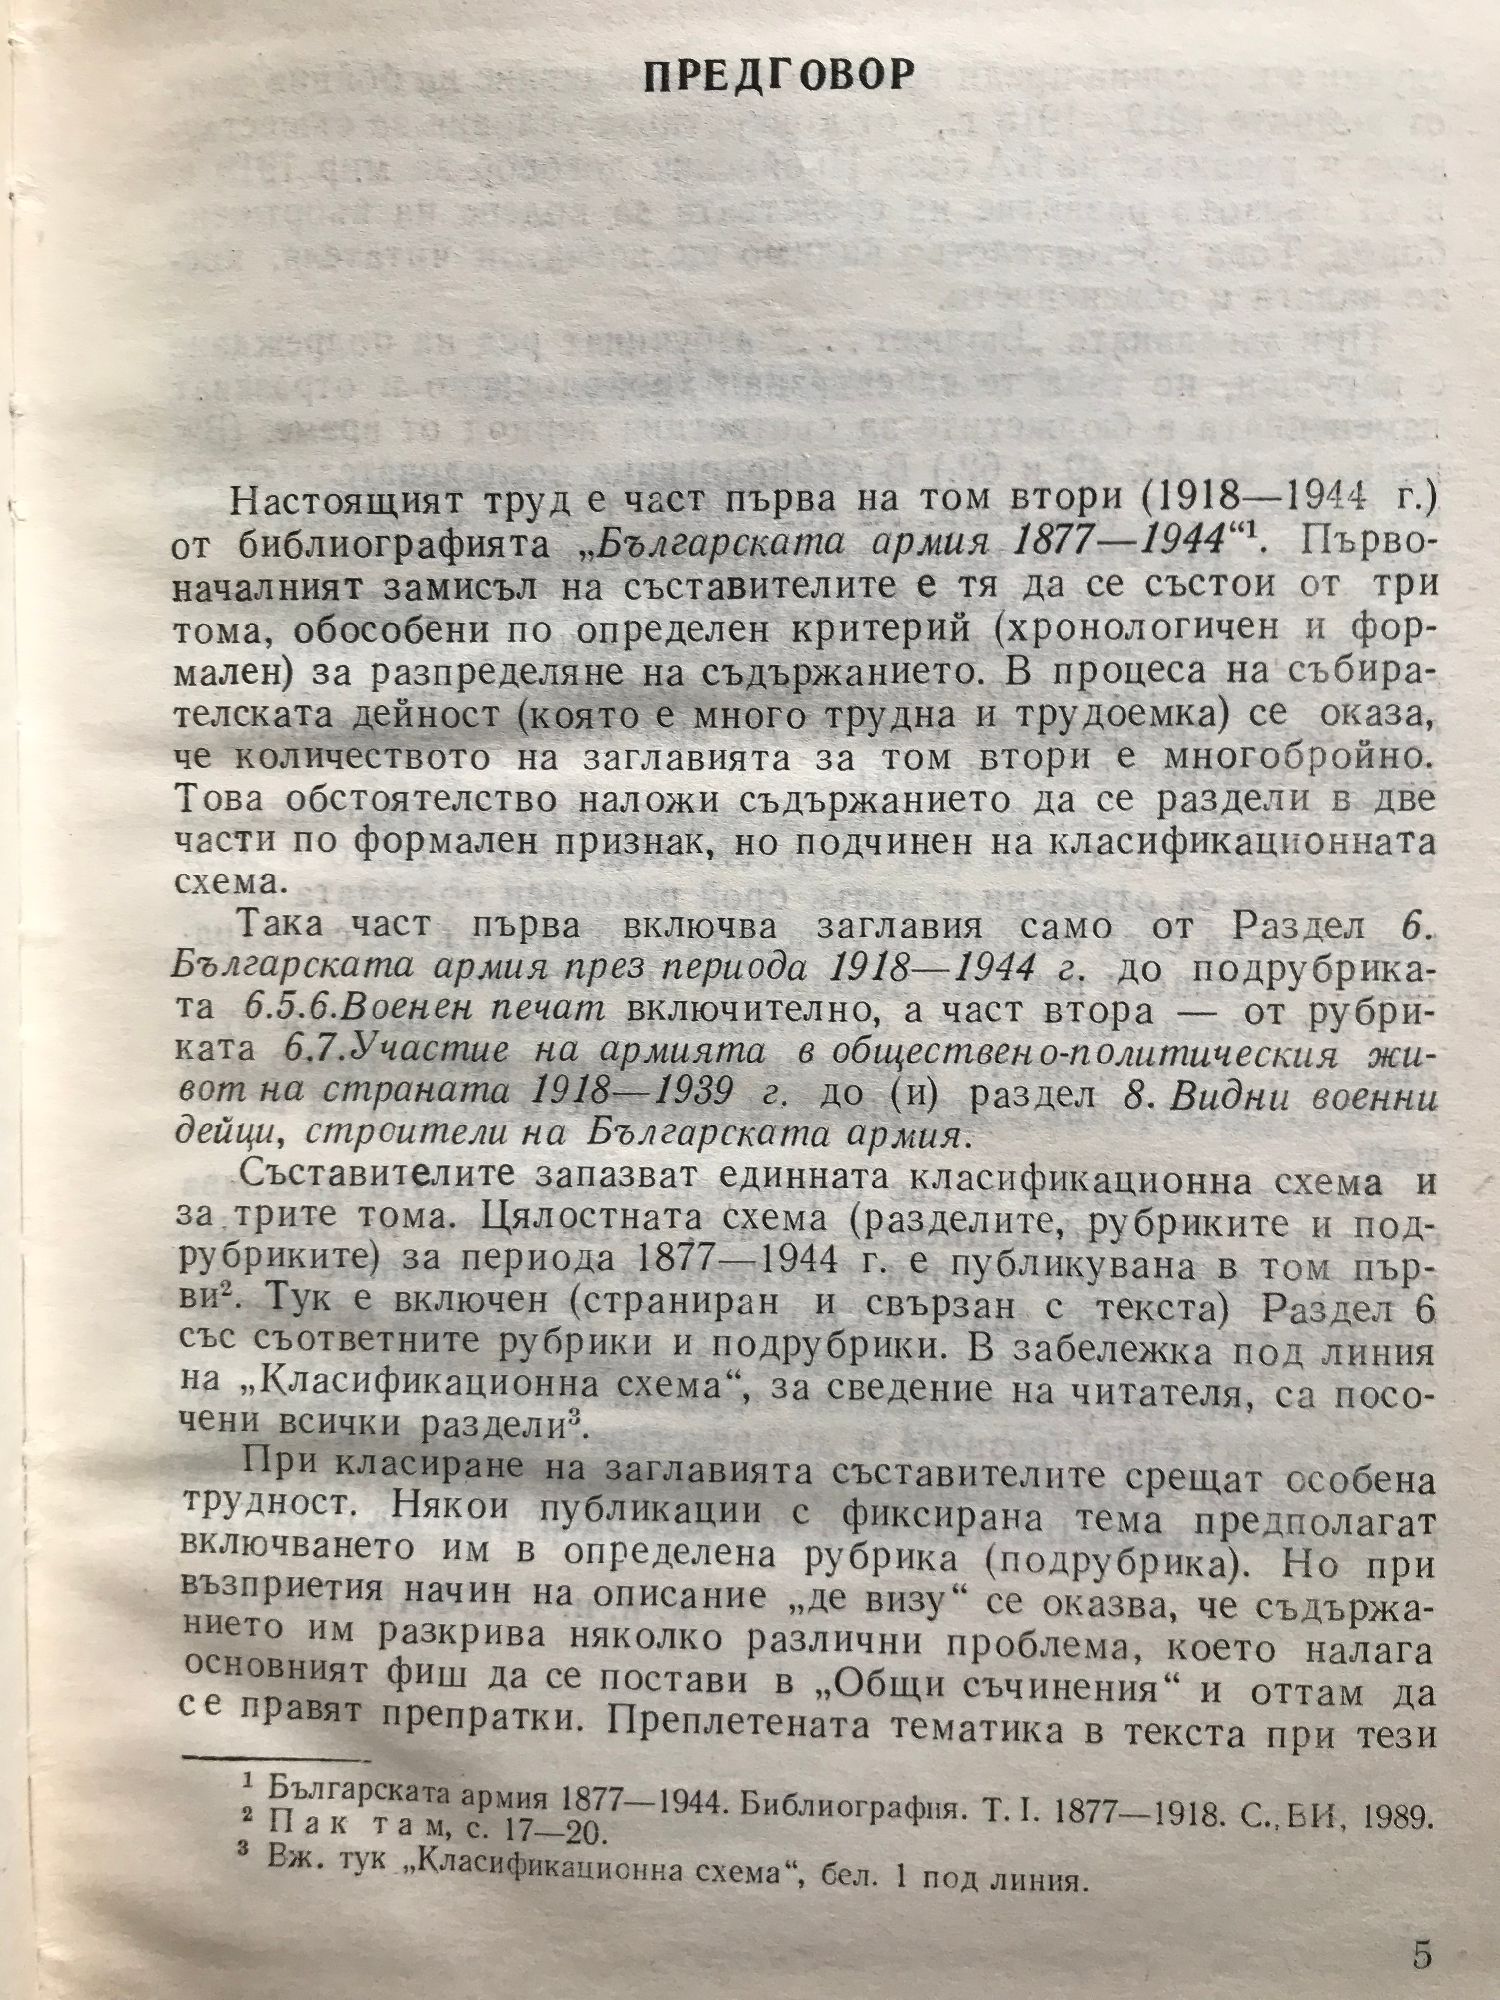 ПРЕДГОВОР
Настоящият труд е част първа на том втори (1918—1944 г.)
от библиографията „Българската армия 1877—1944“¹. Първо-
началният замисъл на съставителите е тя да се състои от три
тома, обособени по определен критерий (хронологичен и фор-
мален) за разпределяне на съдържанието. В процеса на събира-
телската дейност (която е много трудна и трудоемка) се оказа,
че количеството на заглавията за том втори е многобройно.
Това обстоятелство наложи съдържанието да се раздели в две
части по формален признак, но подчинен на класификационната
схема.
Така част първа включва заглавия само от Раздел 6.
Българската армия през периода 1918—1944 г. до подрубрика-
та 6.5.6.Военен печат включително, а част втора — от рубри-
ката 6.7.Участие на армията в обществено-политическия жи-
вот на страната 1918—1939 г. до (и) раздел 8. Видни военни
дейци, строители на Българската армия.
Съставителите запазват единната класификационна схема и
за трите тома. Цялостната схема (разделите, рубриките и под-
рубриките) за периода 1877—1944 г. е публикувана в том пър-
ви². Тук е включен (страниран и свързан с текста) Раздел 6
със съответните рубрики и подрубрики. В забележка под линия
на „Класификационна схема“, за сведение на читателя, са посо-
чени всички раздели³.
При класиране на заглавията съставителите срещат особена
трудност. Някои публикации с фиксирана тема предполагат
включването им в определена рубрика (подрубрика). Но при
възприетия начин на описание „де визу“ се оказва, че съдържа-
нието им разкрива няколко различни проблема, което налага
основният фиш да се постави в „Общи съчинения“ и оттам да
се правят препратки. Преплетената тематика в текста при тези
¹ Българската армия 1877—1944. Библиография. Т. I. 1877—1918. С., ВИ, 1989.
² Пак там, с. 17—20.
³ Вж. тук „Класификационна схема“, бел. 1 под линия.
5